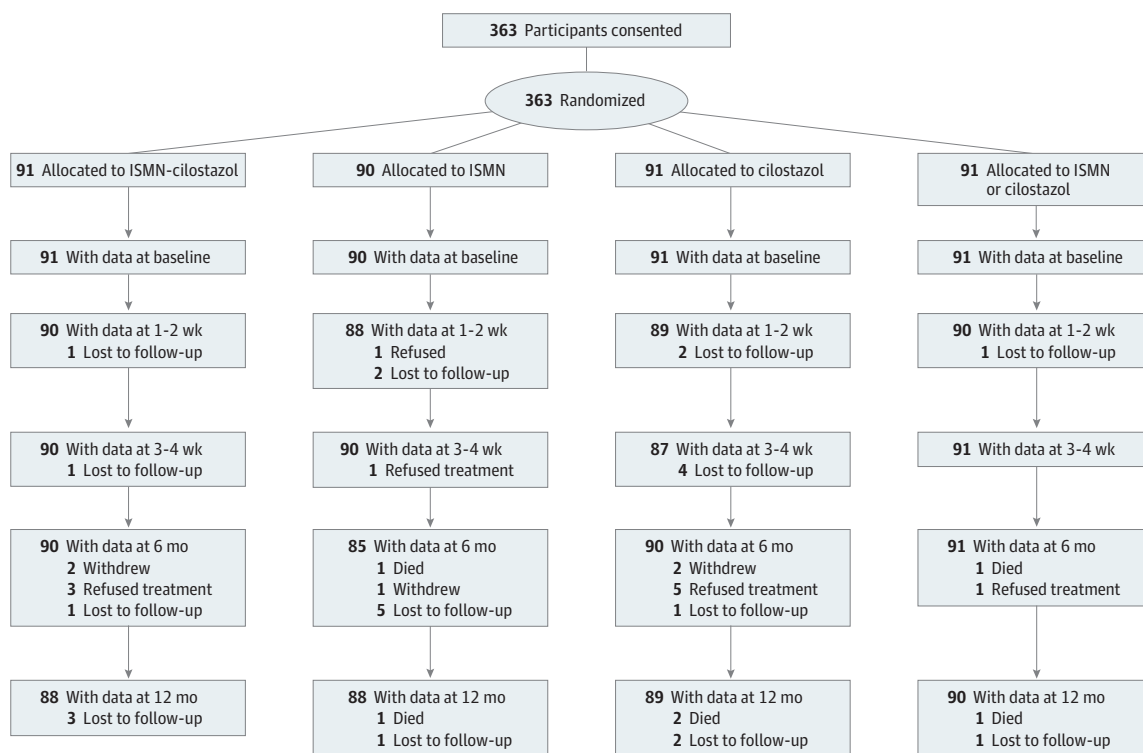 363 Participants consented
363 Randomized
91 Allocated to ISMN-cilostazol
91 With data at baseline
90 With data at 1-2 wk
1 Lost to follow-up
90 With data at 3-4 wk
1 Lost to follow-up
90 With data at 6 mo
2 Withdrew
3 Refused treatment
1 Lost to follow-up
88 With data at 12 mo
3 Lost to follow-up
90 Allocated to ISMN
90 With data at baseline
88 With data at 1-2 wk
1 Refused
2 Lost to follow-up
90 With data at 3-4 wk
1 Refused treatment
85 With data at 6 mo
1 Died
1 Withdrew
5 Lost to follow-up
88 With data at 12 mo
1 Died
1 Lost to follow-up
91 Allocated to cilostazol
91 With data at baseline
89 With data at 1-2 wk
2 Lost to follow-up
87 With data at 3-4 wk
4 Lost to follow-up
90 With data at 6 mo
2 Withdrew
5 Refused treatment
1 Lost to follow-up
89 With data at 12 mo
2 Died
2 Lost to follow-up
91 Allocated to ISMN
or cilostazol
91 With data at baseline
90 With data at 1-2 wk
1 Lost to follow-up
91 With data at 3-4 wk
91 With data at 6 mo
1 Died
1 Refused treatment
90 With data at 12 mo
1 Died
1 Lost to follow-up